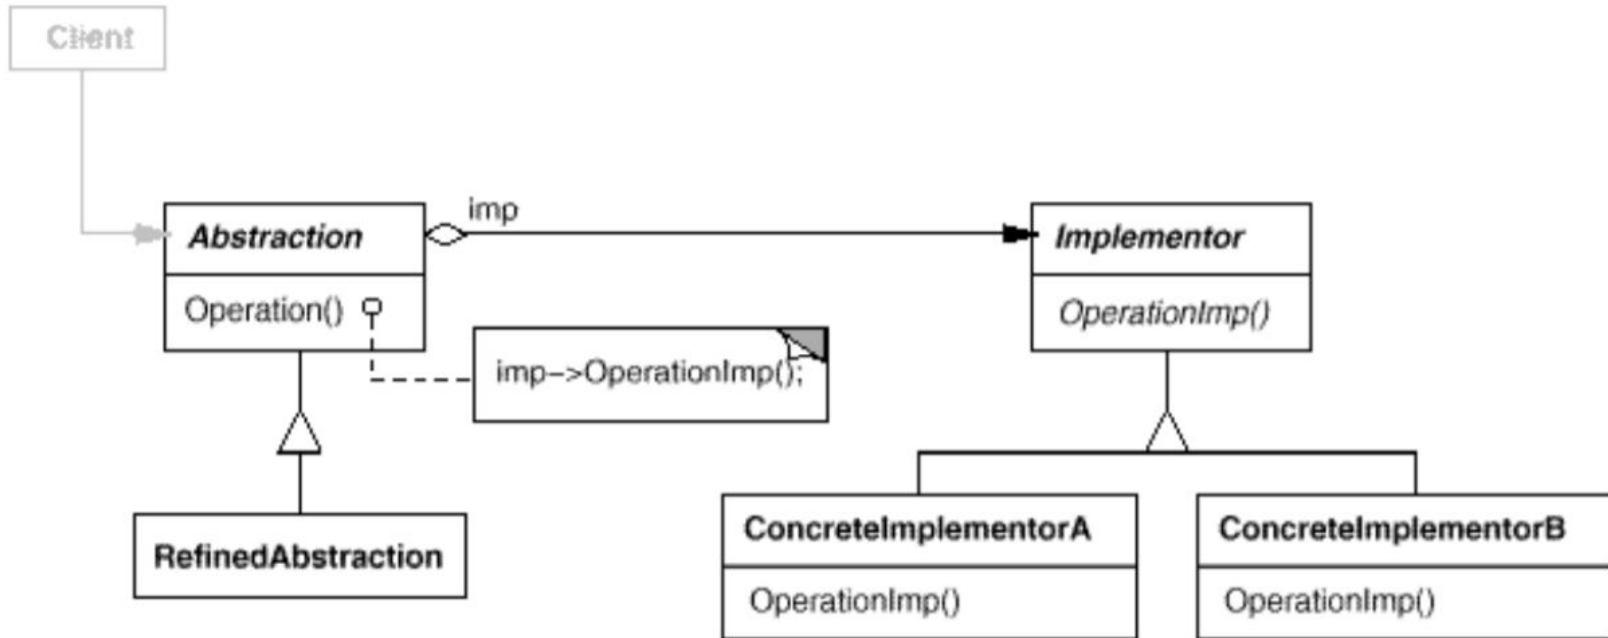 Client
imp
Abstraction
Implementor
Operation()
OperationImp()
imp->OperationImp();
RefinedAbstraction
ConcreteImplementorA
ConcreteImplementorB
OperationImp()
OperationImp()